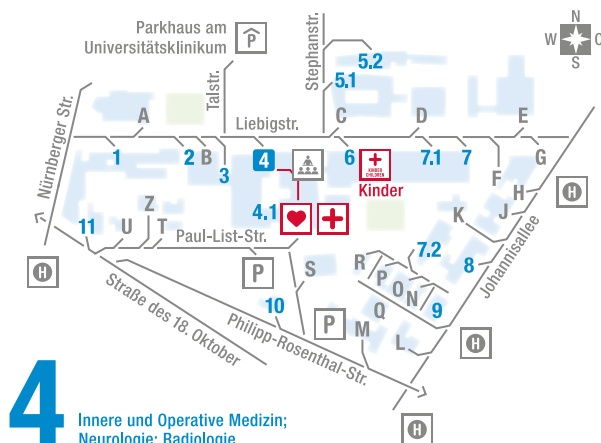 Parkhaus am
Universitätsklinikum
P
N
W O
S
Nürnberger Str.
Talstr.
Stephanstr.
5.2
5.1
A
Liebigstr.
C
D
E
1
2
B
3
4
6
KINDER
CHILDREN
Kinder
7.1
7
F
G
H
H
J
K
4.1
11
U
Z
T
Paul-List-Str.
P
S
7.2
R
P
O
N
Q
9
8
Johannisallee
H
Straße des 18. Oktober
10
P
M
L
H
Philipp-Rosenthal-Str.
H
4
Innere und Operative Medizin;
Neurologie; Radiologie